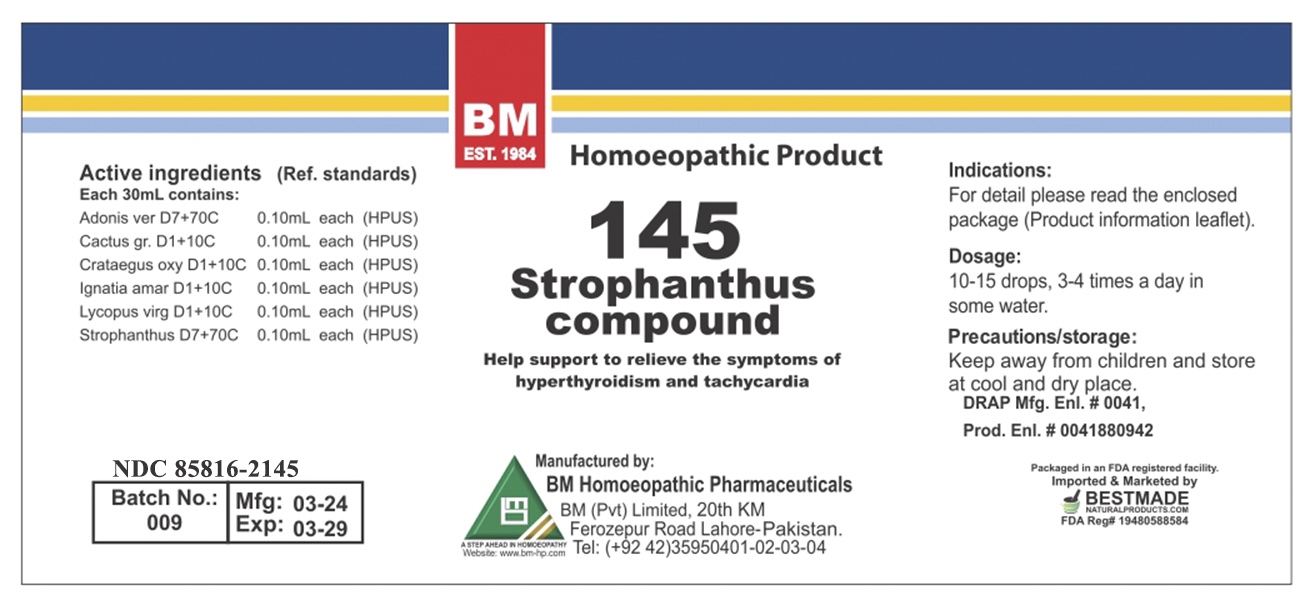 BM
EST. 1984
Homoeopathic Product
145
Strophanthus
compound
Help support to relieve the symptoms of
hyperthyroidism and tachycardia
Active ingredients (Ref. standards)
Each 30mL contains:
Adonis ver D7+70C 0.10mL each (HPUS)
Cactus gr. D1+10C 0.10mL each (HPUS)
Crataegus oxy D1+10C 0.10mL each (HPUS)
Ignatia amar D1+10C 0.10mL each (HPUS)
Lycopus virg D1+10C 0.10mL each (HPUS)
Strophanthus D7+70C 0.10mL each (HPUS)
NDC 85816-2145
Batch No.:
009
Mfg: 03-24
Exp: 03-29
Manufactured by:
BM Homoeopathic Pharmaceuticals
BM (Pvt) Limited, 20th KM
Ferozepur Road Lahore-Pakistan.
Tel: (+92 42)35950401-02-03-04
A STEP AHEAD IN HOMOEOPATHY
Website: www.bm-hp.com
Indications:
For detail please read the enclosed
package (Product information leaflet).
Dosage:
10-15 drops, 3-4 times a day in
some water.
Precautions/storage:
Keep away from children and store
at cool and dry place.
DRAP Mfg. Enl. # 0041,
Prod. Enl. # 0041880942
Packaged in an FDA registered facility.
Imported & Marketed by
BESTMADE
NATURALPRODUCTS.COM
FDA Reg# 19480588584